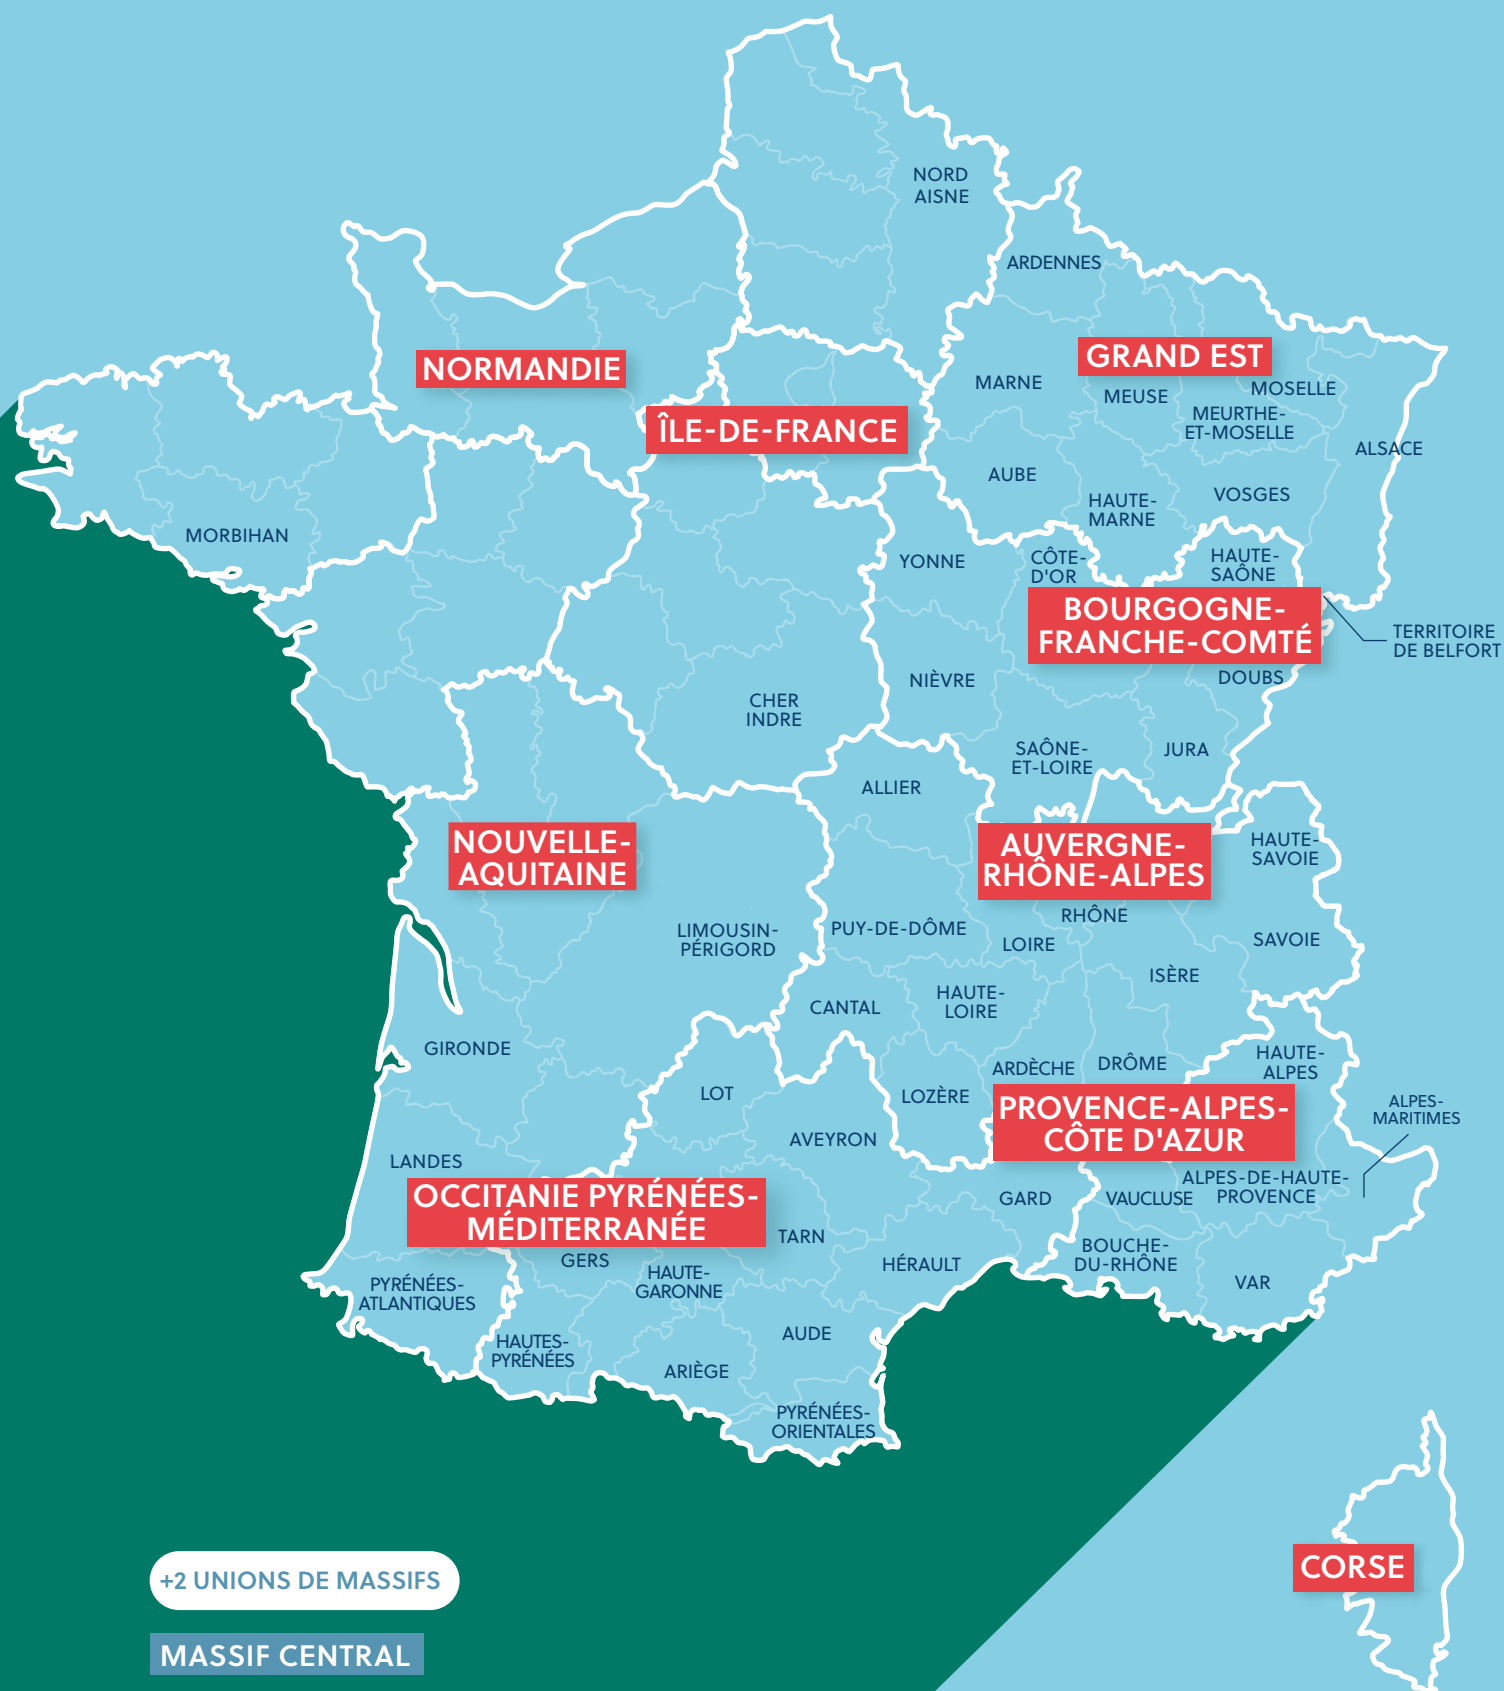 NORD
AISNE
ARDENNES
NORMANDIE
GRAND EST
MARNE
MEUSE
MOSELLE
MEURTHE-
ET-MOSELLE
ÎLE-DE-FRANCE
ALSACE
AUBE
HAUTE-
MARNE
VOSGES
MORBIHAN
YONNE
CÔTE-
D'OR
HAUTE-
SAÔNE
BOURGOGNE-
FRANCHE-COMTÉ
TERRITOIRE
DE BELFORT
NIÈVRE
DOUBS
CHER
INDRE
SAÔNE-
ET-LOIRE
JURA
ALLIER
NOUVELLE-
AQUITAINE
AUVERGNE-
RHÔNE-ALPES
HAUTE-
SAVOIE
RHÔNE
LIMOUSIN-
PÉRIGORD
PUY-DE-DÔME
LOIRE
SAVOIE
ISÈRE
CANTAL
HAUTE-
LOIRE
GIRONDE
ARDÈCHE
DRÔME
HAUTE-
ALPES
LOT
LOZÈRE
PROVENCE-ALPES-
CÔTE D'AZUR
ALPES-
MARITIMES
AVEYRON
LANDES
OCCITANIE PYRÉNÉES-
MÉDITERRANÉE
GARD
VAUCLUSE
ALPES-DE-HAUTE-
PROVENCE
TARN
GERS
HAUTE-
GARONNE
HÉRAULT
BOUCHE-
DU-RHÔNE
VAR
PYRÉNÉES-
ATLANTIQUES
HAUTES-
PYRÉNÉES
AUDE
ARIÈGE
PYRÉNÉES-
ORIENTALES
CORSE
+2 UNIONS DE MASSIFS
MASSIF CENTRAL